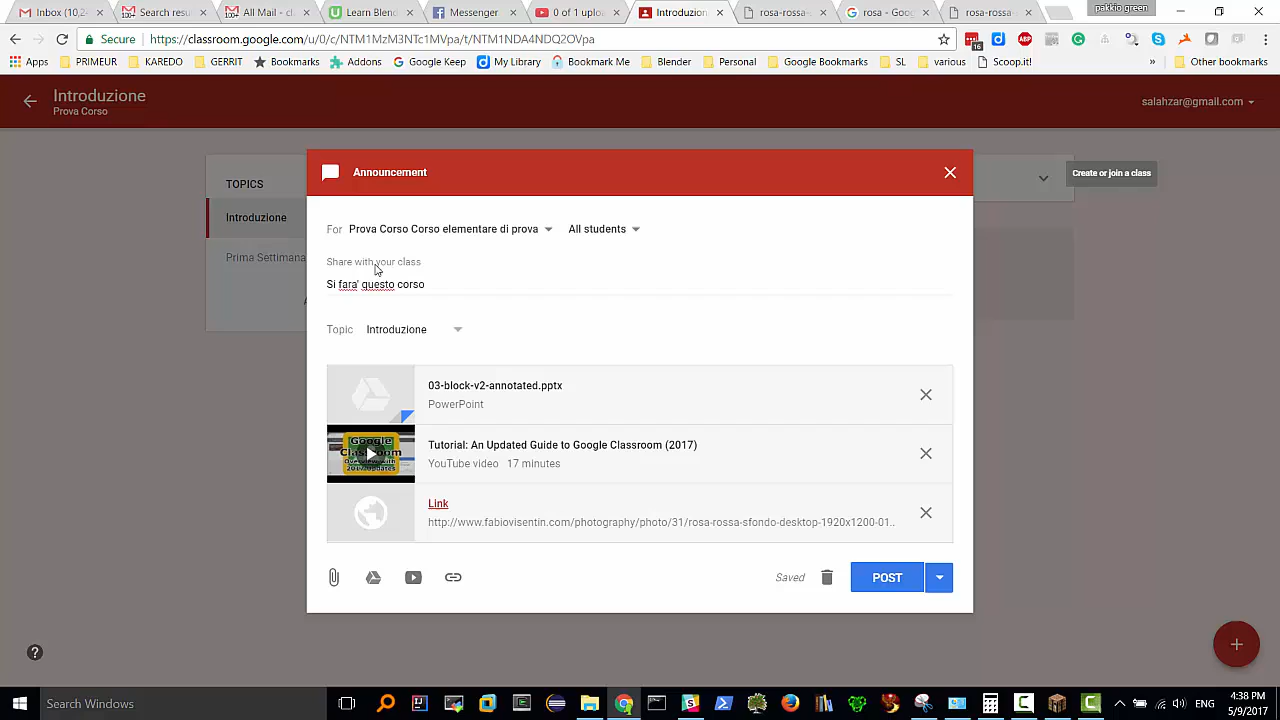 Inbox (10,2
Search resu
All Mail - cl
Learn Blend
Messenger
0 of 1 uploa
Introduzion
rosa-rossa-
rosa - Goog
rosa-rossa-
pakbio green
Secure https://classroom.google.com/u/0/c/NTM1MzM3NTc1MVpa/t/NTM1NDA4NDQ2OVpa
16
Apps PRIMEUR KAREDO GERRIT Bookmarks Addons Google Keep My Library Bookmark Me Blender Personal Google Bookmarks SL various Scoop.it! » Other bookmarks
Introduzione
Prova Corso
salahzar@gmail.com
TOPICS
Introduzione
Prima Settimana
Create or join a class
Announcement
For Prova Corso Corso elementare di prova All students
Share with your class
Si fara' questo corso
Topic Introduzione
03-block-v2-annotated.pptx
PowerPoint
Google
Classroom
Tutorial: An Updated Guide to Google Classroom (2017)
YouTube video 17 minutes
Link
http://www.fabiovisentin.com/photography/photo/31/rosa-rossa-sfondo-desktop-1920x1200-01..
Saved
POST
Search Windows
ENG
4:38 PM
5/9/2017